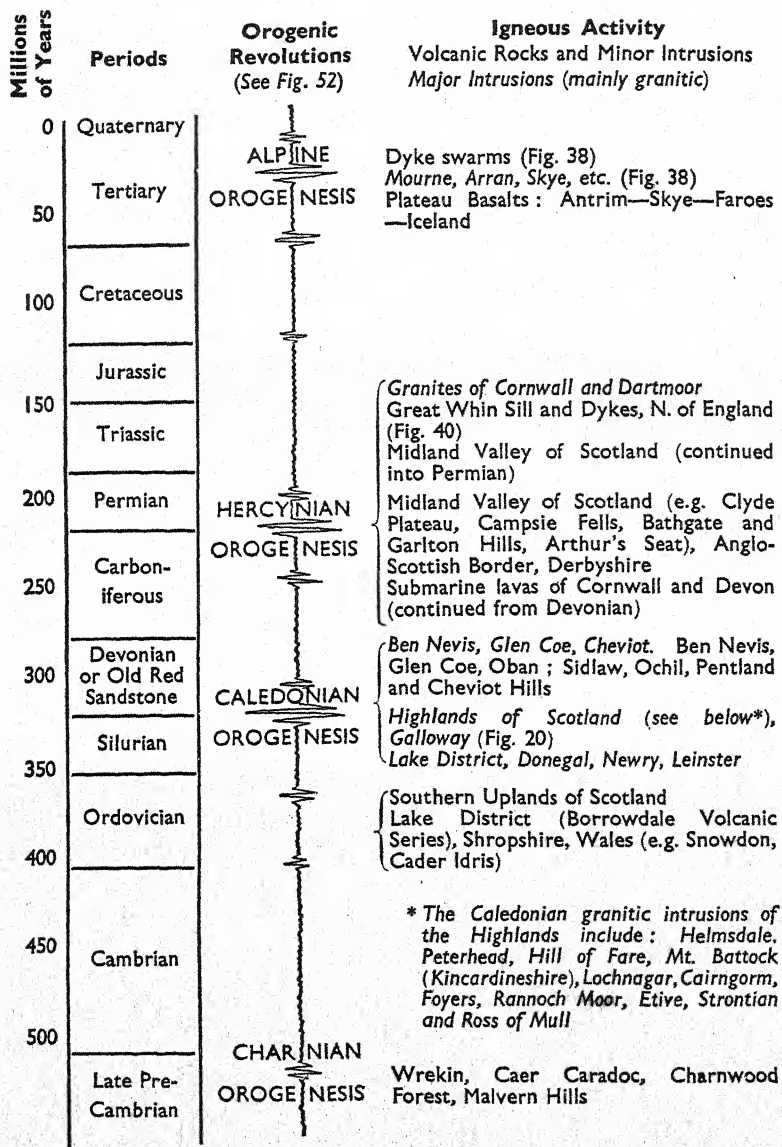 Millions
of Years
Periods
Orogenic
Revolutions
(See Fig. 52)
Igneous Activity
Volcanic Rocks and Minor Intrusions
Major Intrusions (mainly granitic)
0
50
100
150
200
250
300
350
400
450
500
Quaternary
Tertiary
Cretaceous
Jurassic
Triassic
Permian
Carbon-
iferous
Devonian
or Old Red
Sandstone
Silurian
Ordovician
Cambrian
Late Pre-
Cambrian
ALPINE
OROGENESIS
HERCYNIAN
OROGENESIS
CALEDONIAN
OROGENESIS
CHARNIAN
OROGENESIS
Dyke swarms (Fig. 38)
Mourne, Arran, Skye, etc. (Fig. 38)
Plateau Basalts : Antrim—Skye—Faroes
—Iceland
Granites of Cornwall and Dartmoor
Great Whin Sill and Dykes, N. of England
(Fig. 40)
Midland Valley of Scotland (continued
into Permian)
Midland Valley of Scotland (e.g. Clyde
Plateau, Campsie Fells, Bathgate and
Garlton Hills, Arthur's Seat), Anglo-
Scottish Border, Derbyshire
Submarine lavas of Cornwall and Devon
(continued from Devonian)
Ben Nevis, Glen Coe, Cheviot. Ben Nevis,
Glen Coe, Oban ; Sidlaw, Ochil, Pentland
and Cheviot Hills
Highlands of Scotland (see below*),
Galloway (Fig. 20)
Lake District, Donegal, Newry, Leinster
Southern Uplands of Scotland
Lake District (Borrowdale Volcanic
Series), Shropshire, Wales (e.g. Snowdon,
Cader Idris)
* The Caledonian granitic intrusions of
the Highlands include : Helmsdale.
Peterhead, Hill of Fare, Mt. Battock
(Kincardineshire), Lochnagar, Cairngorm,
Foyers, Rannoch Moor, Etive, Strontian
and Ross of Mull
Wrekin, Caer Caradoc, Charnwood
Forest, Malvern Hills